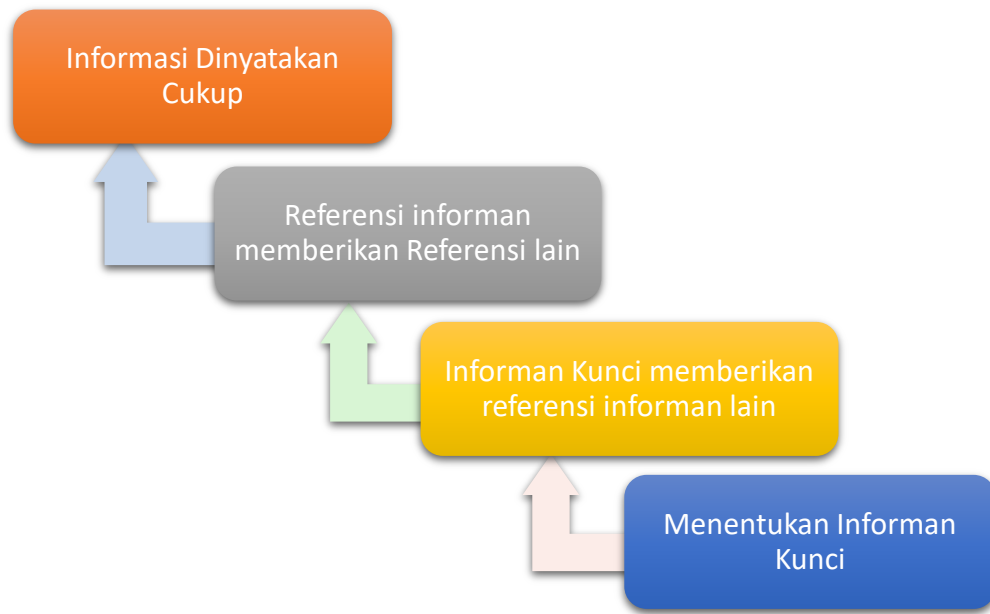 Informasi Dinyatakan
Cukup
Referensi informan
memberikan Referensi lain
Informan Kunci memberikan
referensi informan lain
Menentukan Informan
Kunci